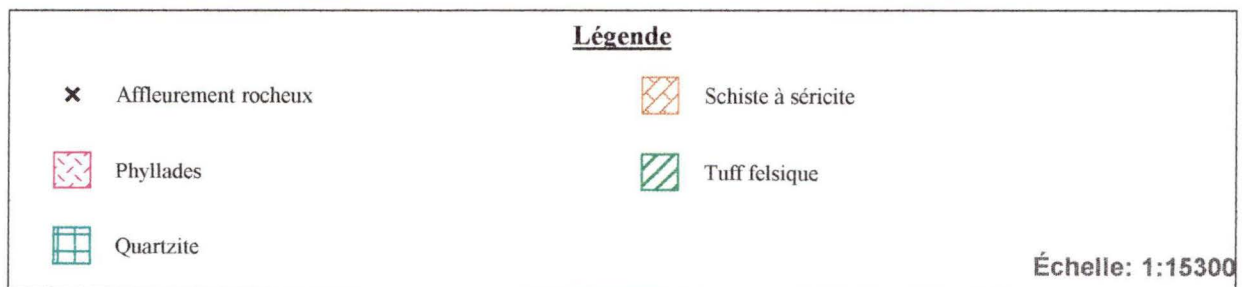 Légende
Affleurement rocheux
Schiste à séricite
Phyllades
Tuff felsique
Quartzite
Échelle: 1:15300